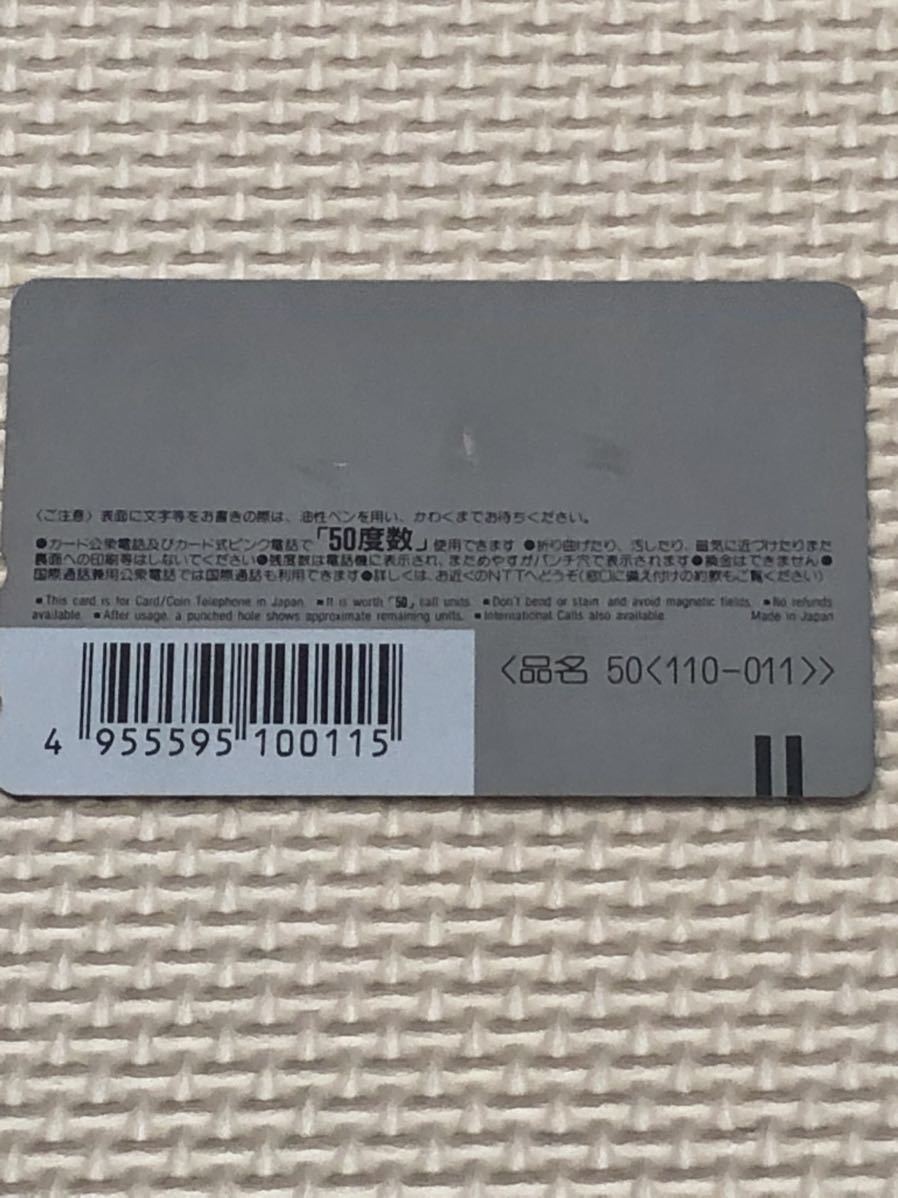 〈ご注意〉表面に文字等をお書きの際は、油性ペンを用い、かわくまでお待ちください。
●カード公衆電話及びカード式ピンク電話で「50度数」使用できます ●折り曲げたり、汚したり、磁気に近づけたりまた
裏面への印刷等はしないでください●残度数は電話機に表示され、まためやすがパンチ穴で表示されます●換金はできません●
国際通話兼用公衆電話では国際通話も利用できます●詳しくは、お近くのNTTへどうぞ(窓口に備え付けの約款もご覧ください)
■This card is for Card/Coin Telephone in Japan. ■It is worth「50」call units. ■Don't bend or stain and avoid magnetic fields. ■No refunds
available. ■After usage, a punched hole shows approximate remaining units. ■International Calls also available. Made in Japan
〈品名 50〈110-011〉〉
4 955595 100115